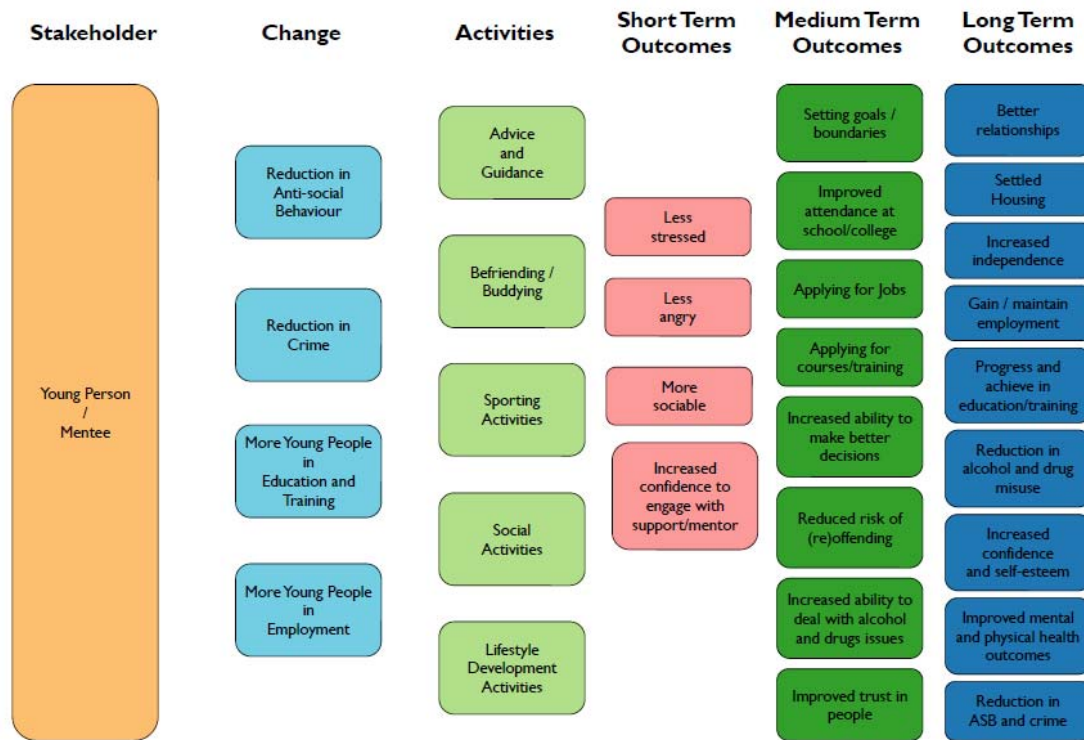 Stakeholder
Change
Activities
Short Term
Outcomes
Medium Term
Outcomes
Long Term
Outcomes
Young Person
/
Mentee
Reduction in
Anti-social
Behaviour
Reduction in
Crime
More Young People
in
Education and
Training
More Young People
in
Employment
Advice
and
Guidance
Befriending /
Buddying
Sporting
Activities
Social
Activities
Lifestyle
Development
Activities
Less
stressed
Less
angry
More
sociable
Increased
confidence to
engage with
support/mentor
Setting goals /
boundaries
Improved
attendance at
school/college
Applying for Jobs
Applying for
courses/training
Increased ability to
make better
decisions
Reduced risk of
(re)offending
Increased ability to
deal with alcohol
and drugs issues
Improved trust in
people
Better
relationships
Settled
Housing
Increased
independence
Gain / maintain
employment
Progress and
achieve in
education/training
Reduction in
alcohol and drug
misuse
Increased
confidence
and self-esteem
Improved mental
and physical health
outcomes
Reduction in
ASB and crime